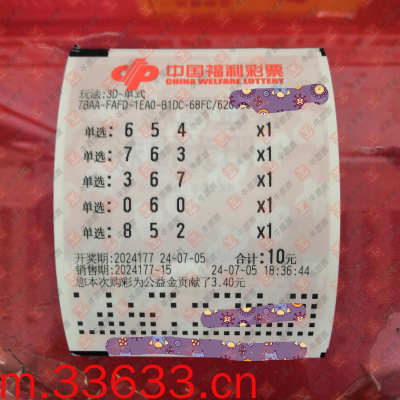 中国福利彩票
CHINA WELFARE LOTTERY
玩法:3D-单式
7BAA-FAFD-1EA0-B1DC-68FC/620
单选: 6 5 4 x1
单选: 7 6 3 x1
单选: 3 6 7 x1
单选: 0 6 0 x1
单选: 8 5 2 x1
开奖期:2024177 24-07-05 合计:10元
销售期:2024177-15 24-07-05 18:36:44
您本次购彩为公益金贡献了3.40元
m.33633.cn